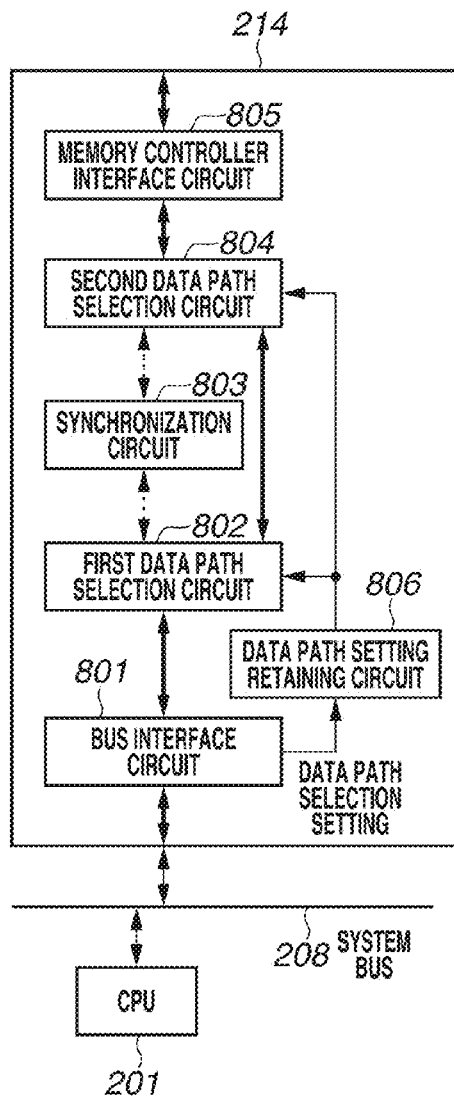 214
805
MEMORY CONTROLLER
INTERFACE CIRCUIT
804
SECOND DATA PATH
SELECTION CIRCUIT
803
SYNCHRONIZATION
CIRCUIT
802
FIRST DATA PATH
SELECTION CIRCUIT
806
DATA PATH SETTING
RETAINING CIRCUIT
801
BUS INTERFACE
CIRCUIT
DATA PATH
SELECTION
SETTING
208 SYSTEM
BUS
CPU
201